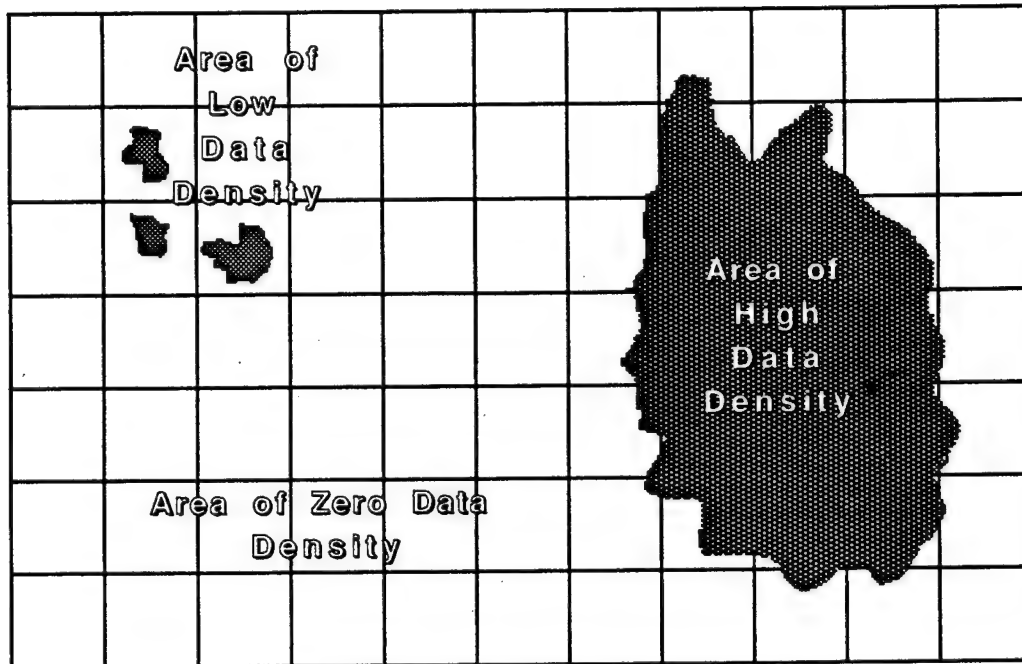 Area of
Low
Data
Density
Area of
High
Data
Density
Area of Zero Data
Density